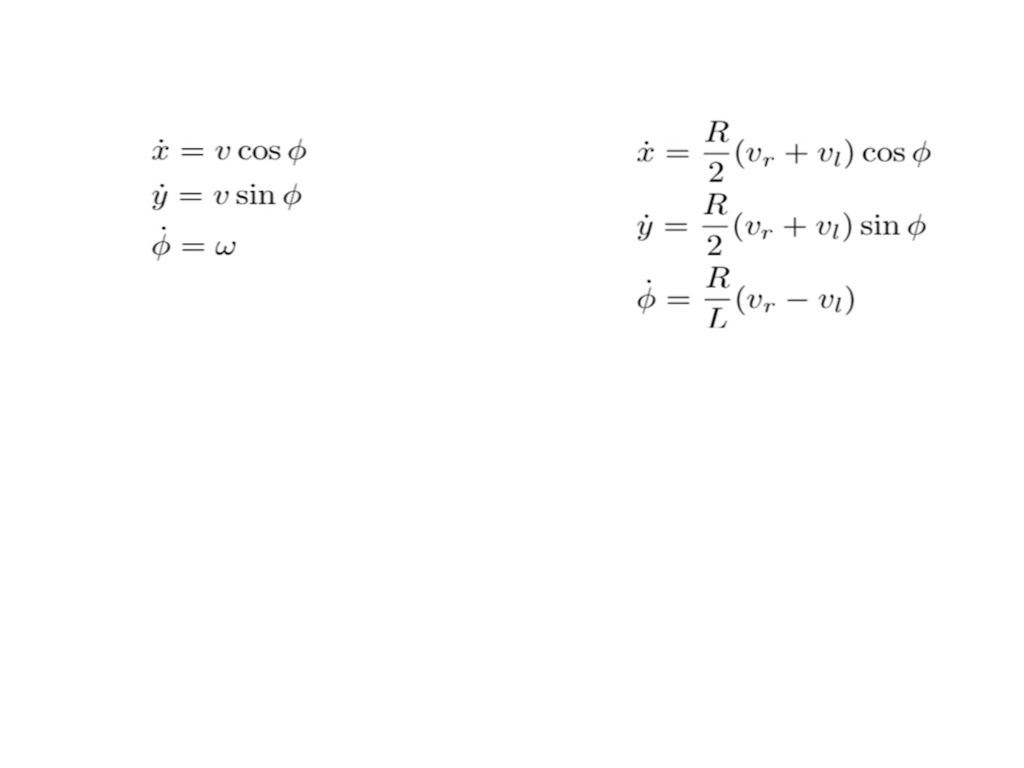 ẋ = v cos ϕ
ẏ = v sin ϕ
ϕ̇ = ω
ẋ = R/2 (v_r + v_l) cos ϕ
ẏ = R/2 (v_r + v_l) sin ϕ
ϕ̇ = R/L (v_r − v_l)